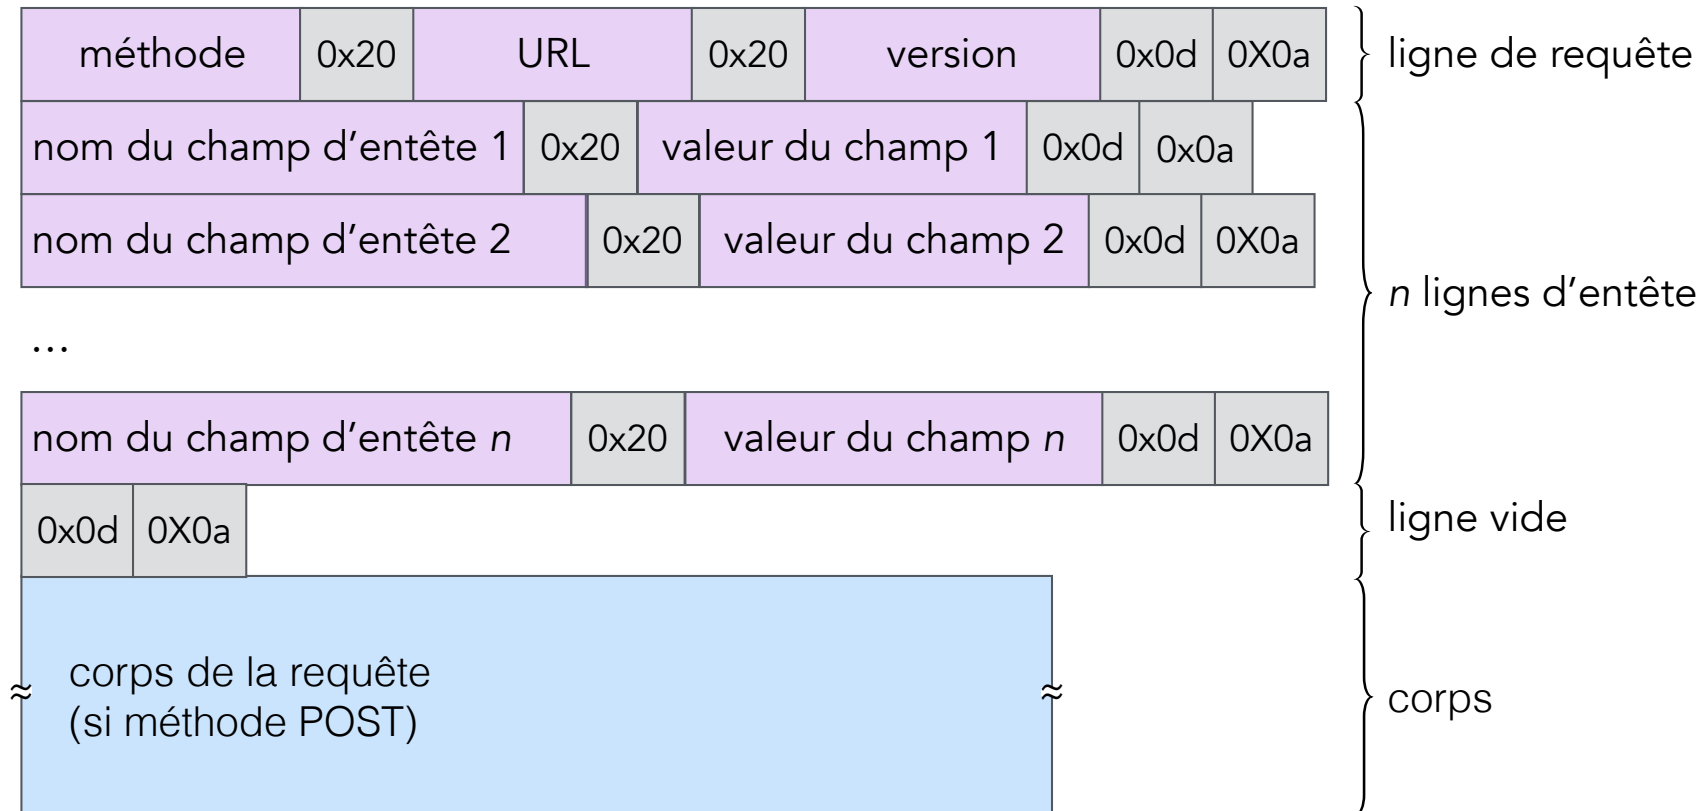 méthode 0x20 URL 0x20 version 0x0d 0X0a ligne de requête
nom du champ d'entête 1 0x20 valeur du champ 1 0x0d 0x0a
nom du champ d'entête 2 0x20 valeur du champ 2 0x0d 0X0a
n lignes d'entête
...
nom du champ d'entête n 0x20 valeur du champ n 0x0d 0X0a
0x0d 0X0a ligne vide
corps de la requête
(si méthode POST)
corps